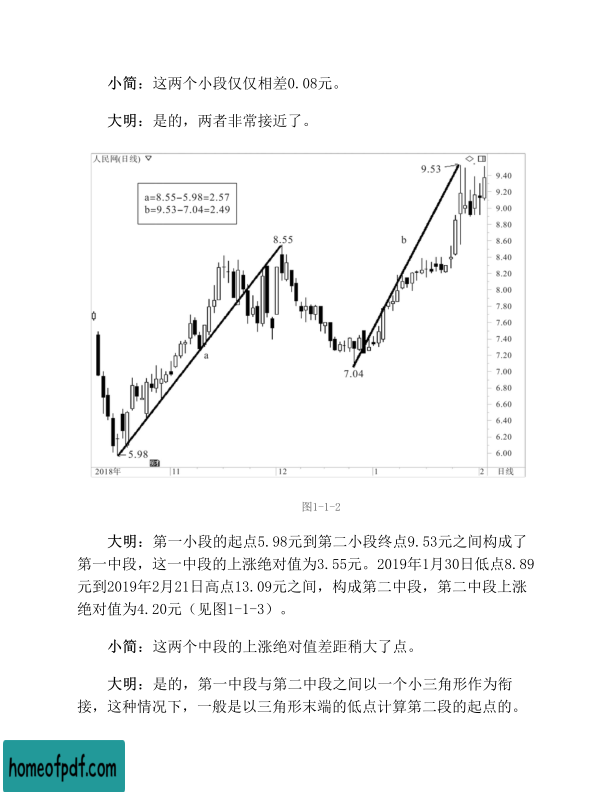 小简：这两个小段仅仅相差0.08元。
大明：是的，两者非常接近了。
人民网(日线)
9.53
a=8.55-5.98=2.57
b=9.53-7.04=2.49
9.40
9.20
9.00
8.80
8.60
8.40
8.20
8.00
7.80
7.60
7.40
7.20
7.00
6.80
6.60
6.40
6.20
6.00
8.55
b
a
7.04
5.98
2018年
11
12
1
2
日线
图1-1-2
大明：第一小段的起点5.98元到第二小段终点9.53元之间构成了
第一中段，这一中段的上涨绝对值为3.55元。2019年1月30日低点8.89
元到2019年2月21日高点13.09元之间，构成第二中段，第二中段上涨
绝对值为4.20元（见图1-1-3）。
小简：这两个中段的上涨绝对值差距稍大了点。
大明：是的，第一中段与第二中段之间以一个小三角形作为衔
接，这种情况下，一般是以三角形末端的低点计算第二段的起点的。
homeofpdf.com